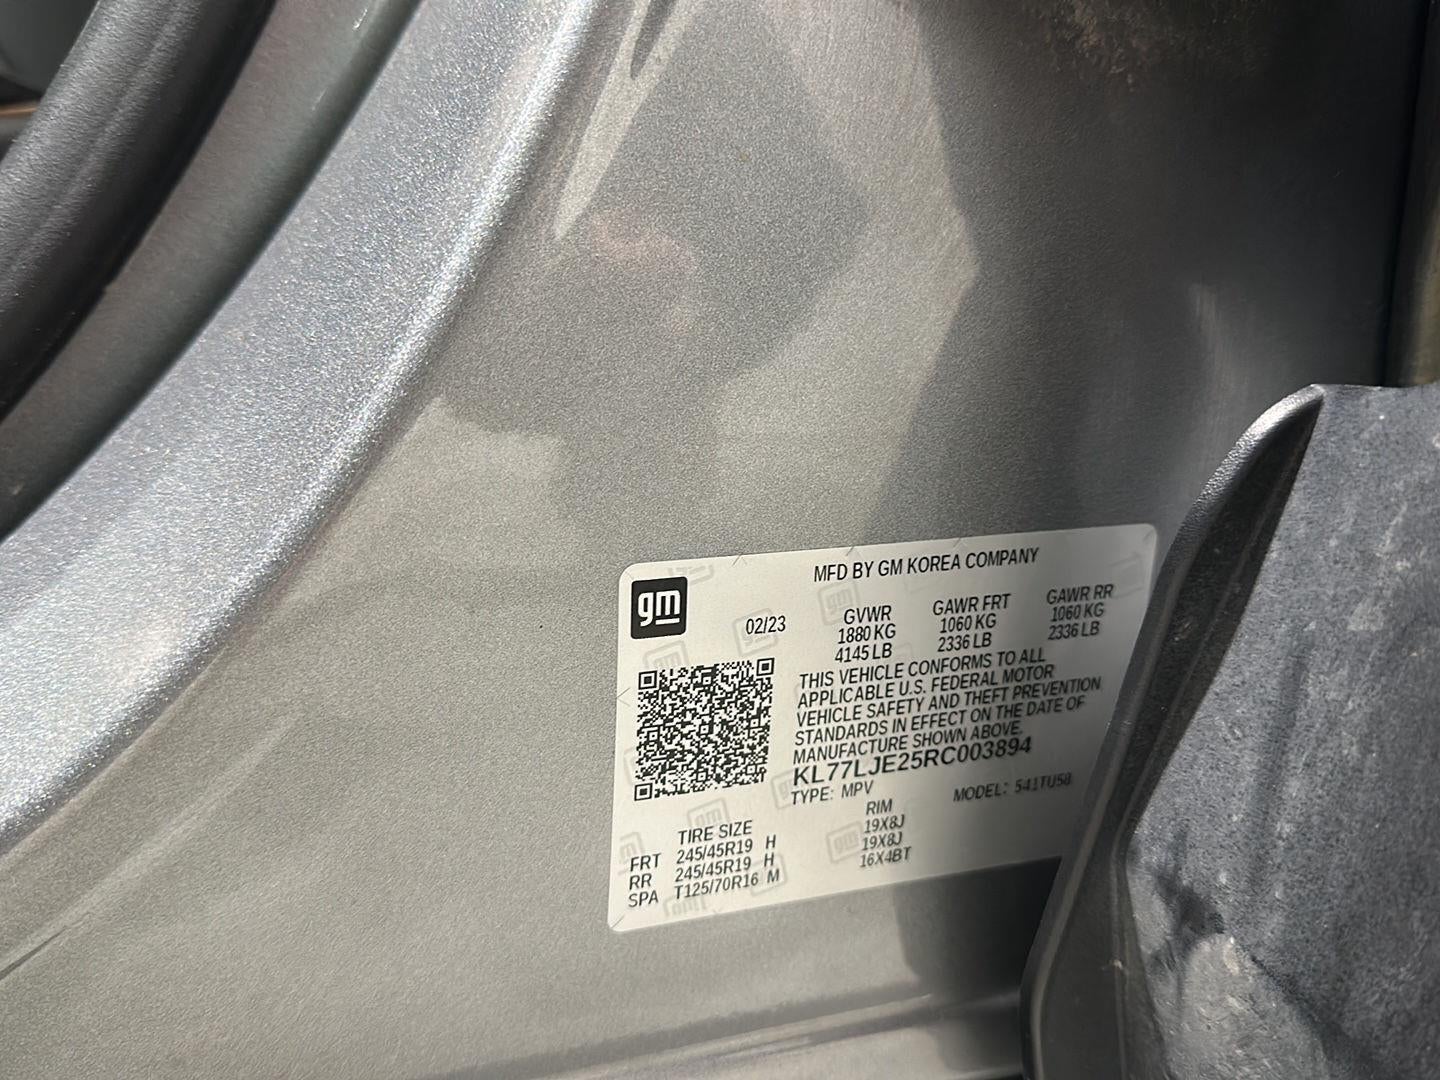 MFD BY GM KOREA COMPANY
gm
02/23
GVWR GAWR FRT GAWR RR
1880 KG 1060 KG 1060 KG
4145 LB 2336 LB 2336 LB
THIS VEHICLE CONFORMS TO ALL
APPLICABLE U.S. FEDERAL MOTOR
VEHICLE SAFETY AND THEFT PREVENTION
STANDARDS IN EFFECT ON THE DATE OF
MANUFACTURE SHOWN ABOVE.
KL77LJE25RC003894
TYPE: MPV MODEL: 541TU58
TIRE SIZE RIM
FRT 245/45R19 H 19X8J
RR 245/45R19 H 19X8J
SPA T125/70R16 M 16X4BT